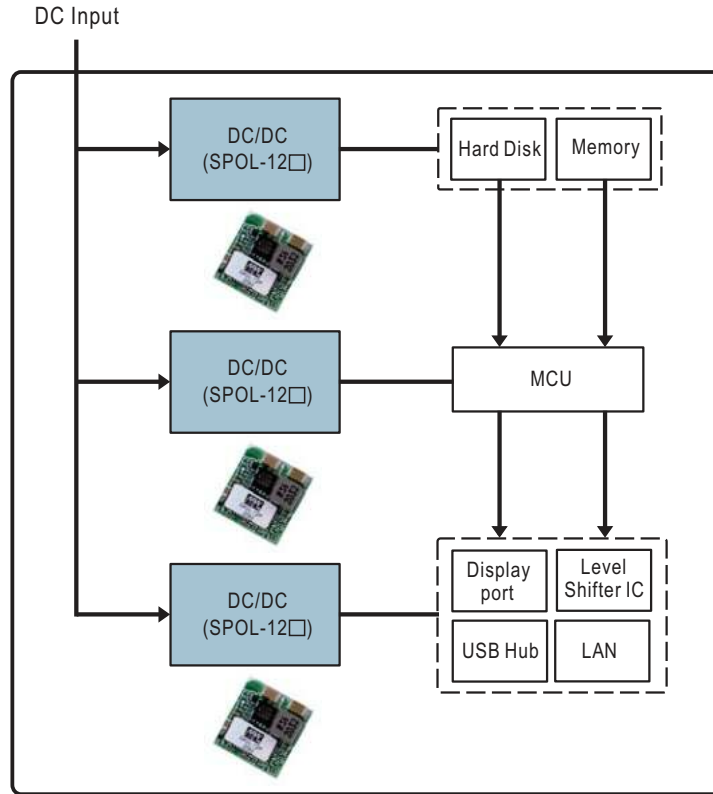 DC Input
DC/DC
(SPOL-12□)
Hard Disk
Memory
DC/DC
(SPOL-12□)
MCU
DC/DC
(SPOL-12□)
Display
port
Level
Shifter IC
USB Hub
LAN